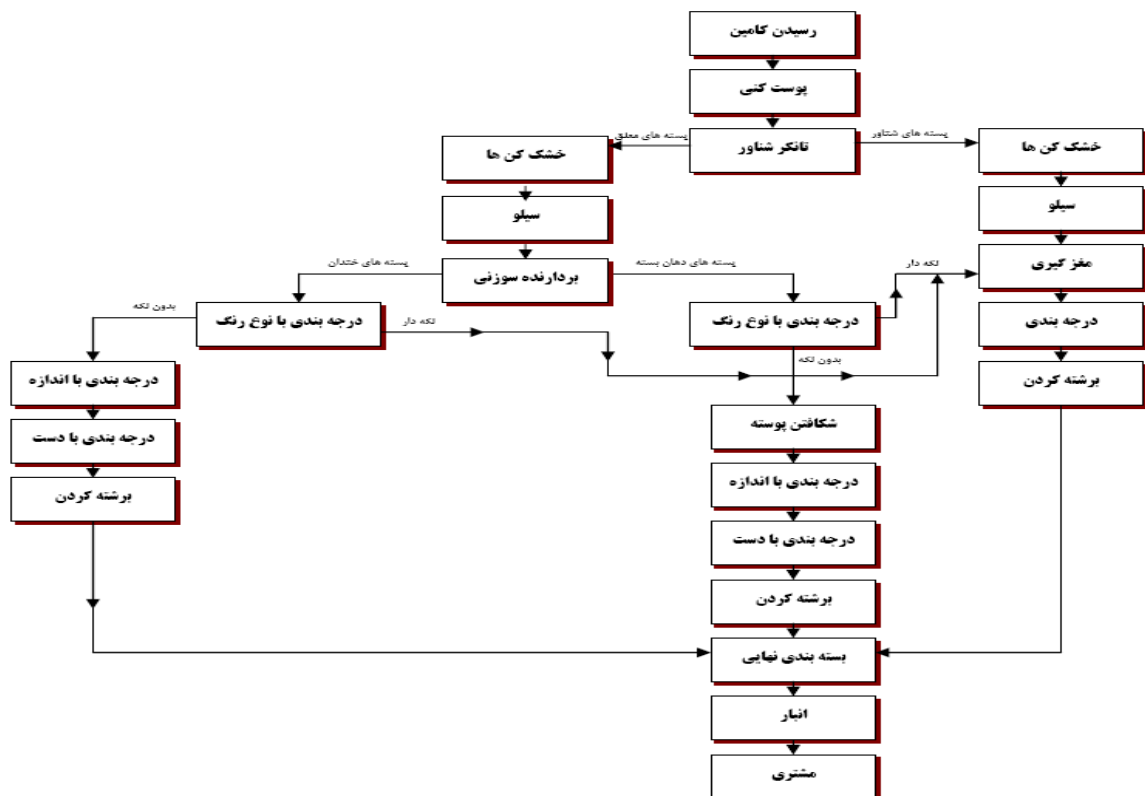 رسیدن کامین
پوست کنی
تانکر شناور
پسته های معلق
پسته های شناور
خشک کن ها
خشک کن ها
سیلو
سیلو
بردارنده سوزنی
پسته های خندان
پسته های دهان بسته
لکه دار
مغز گیری
بدون لکه
درجه بندی با نوع رنگ
لکه دار
درجه بندی با نوع رنگ
درجه بندی
بدون لکه
درجه بندی با اندازه
برشته کردن
درجه بندی با دست
شکافتن پوسته
برشته کردن
درجه بندی با اندازه
درجه بندی با دست
برشته کردن
بسته بندی نهایی
انبار
مشتری